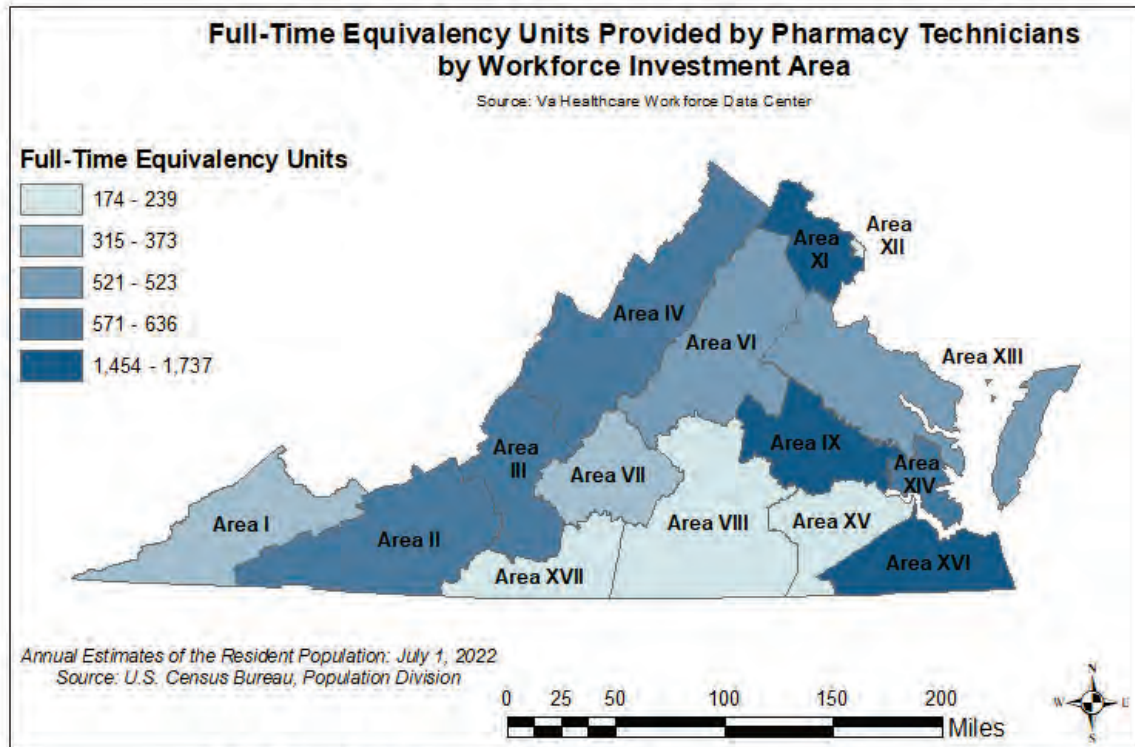 Full-Time Equivalency Units Provided by Pharmacy Technicians
by Workforce Investment Area
Source: Va Healthcare Workforce Data Center
Full-Time Equivalency Units
174 - 239
315 - 373
521 - 523
571 - 636
1,454 - 1,737
Area
XII
Area
XI
Area IV
Area VI
Area XIII
Area
III
Area IX
Area
XIV
Area VII
Area I
Area II
Area VIII
Area XV
Area XVII
Area XVI
Annual Estimates of the Resident Population: July 1, 2022
Source: U.S. Census Bureau, Population Division
0 25 50 100 150 200
Miles
N
W E
S